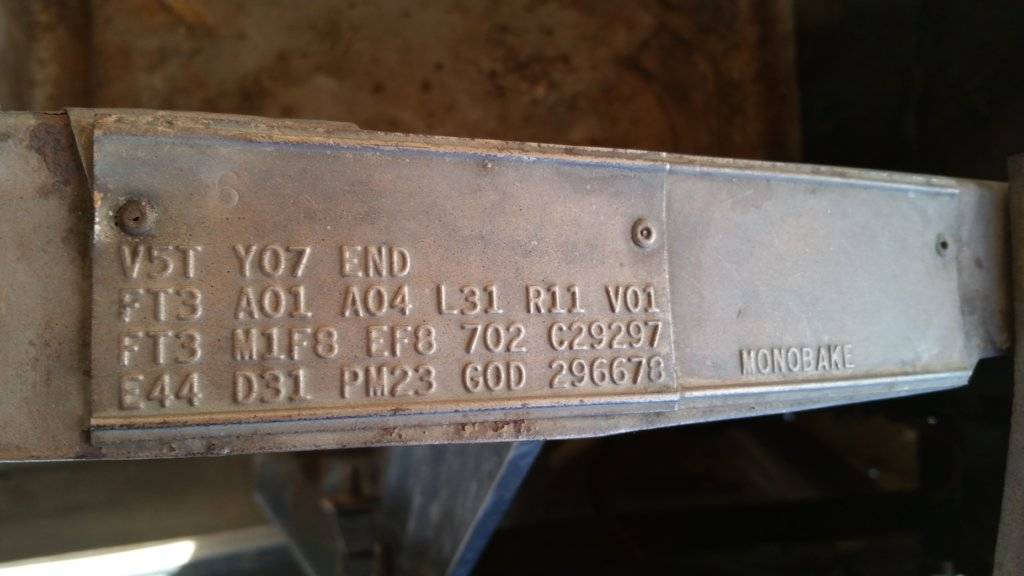 6
V5T Y07 END
FT3 A01 A04 L31 R11 V01
FT3 M1F8 EF8 702 C29297
E44 D31 PM23 GOD 296678
MONOBAKE